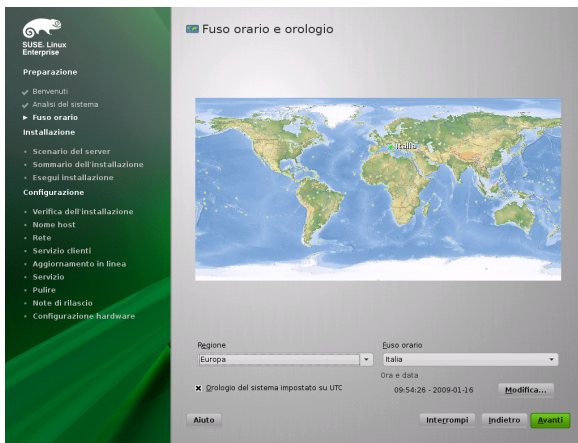 SUSE. Linux
Enterprise
Preparazione
Benvenuti
Analisi del sistema
Fuso orario
Installazione
Scenario del server
Sommario dell'installazione
Esegui installazione
Configurazione
Verifica dell'installazione
Nome host
Rete
Servizio clienti
Aggiornamento in linea
Servizio
Pulire
Note di rilascio
Configurazione hardware
Fuso orario e orologio
Italia
Regione
Europa
Fuso orario
Italia
Orologio del sistema impostato su UTC
Ora e data
09:54:26 - 2009-01-16
Modifica...
Aiuto
Interrompi
Indietro
Avanti